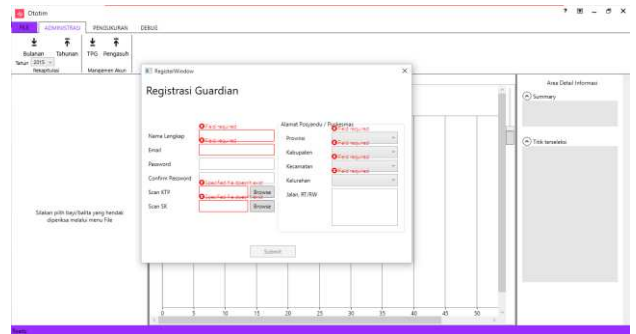 Ototim
FILE ADMINISTRASI PENGUKURAN DEBUG
Bulanan Tahunan TPG Pengasuh
Tahun 2015
Rekapitulasi Manajemen Akun
RegisterWindow
Registrasi Guardian
Nama Lengkap
Field required
Email
Field required
Password
Confirm Password
Scan KTP
Specified file doesn't exist
Browse
Scan SK
Specified file doesn't exist
Browse
Alamat Posyandu / Puskesmas
Provinsi
Field required
Kabupaten
Field required
Kecamatan
Field required
Kelurahan
Field required
Jalan, RT/RW
Submit
Silakan pilih bayi/balita yang hendak
diperiksa melalui menu File
Area Detail Informasi
Summary
Titik terseleksi
0 5 10 15 20 25 30 35 40 45 50
Ready